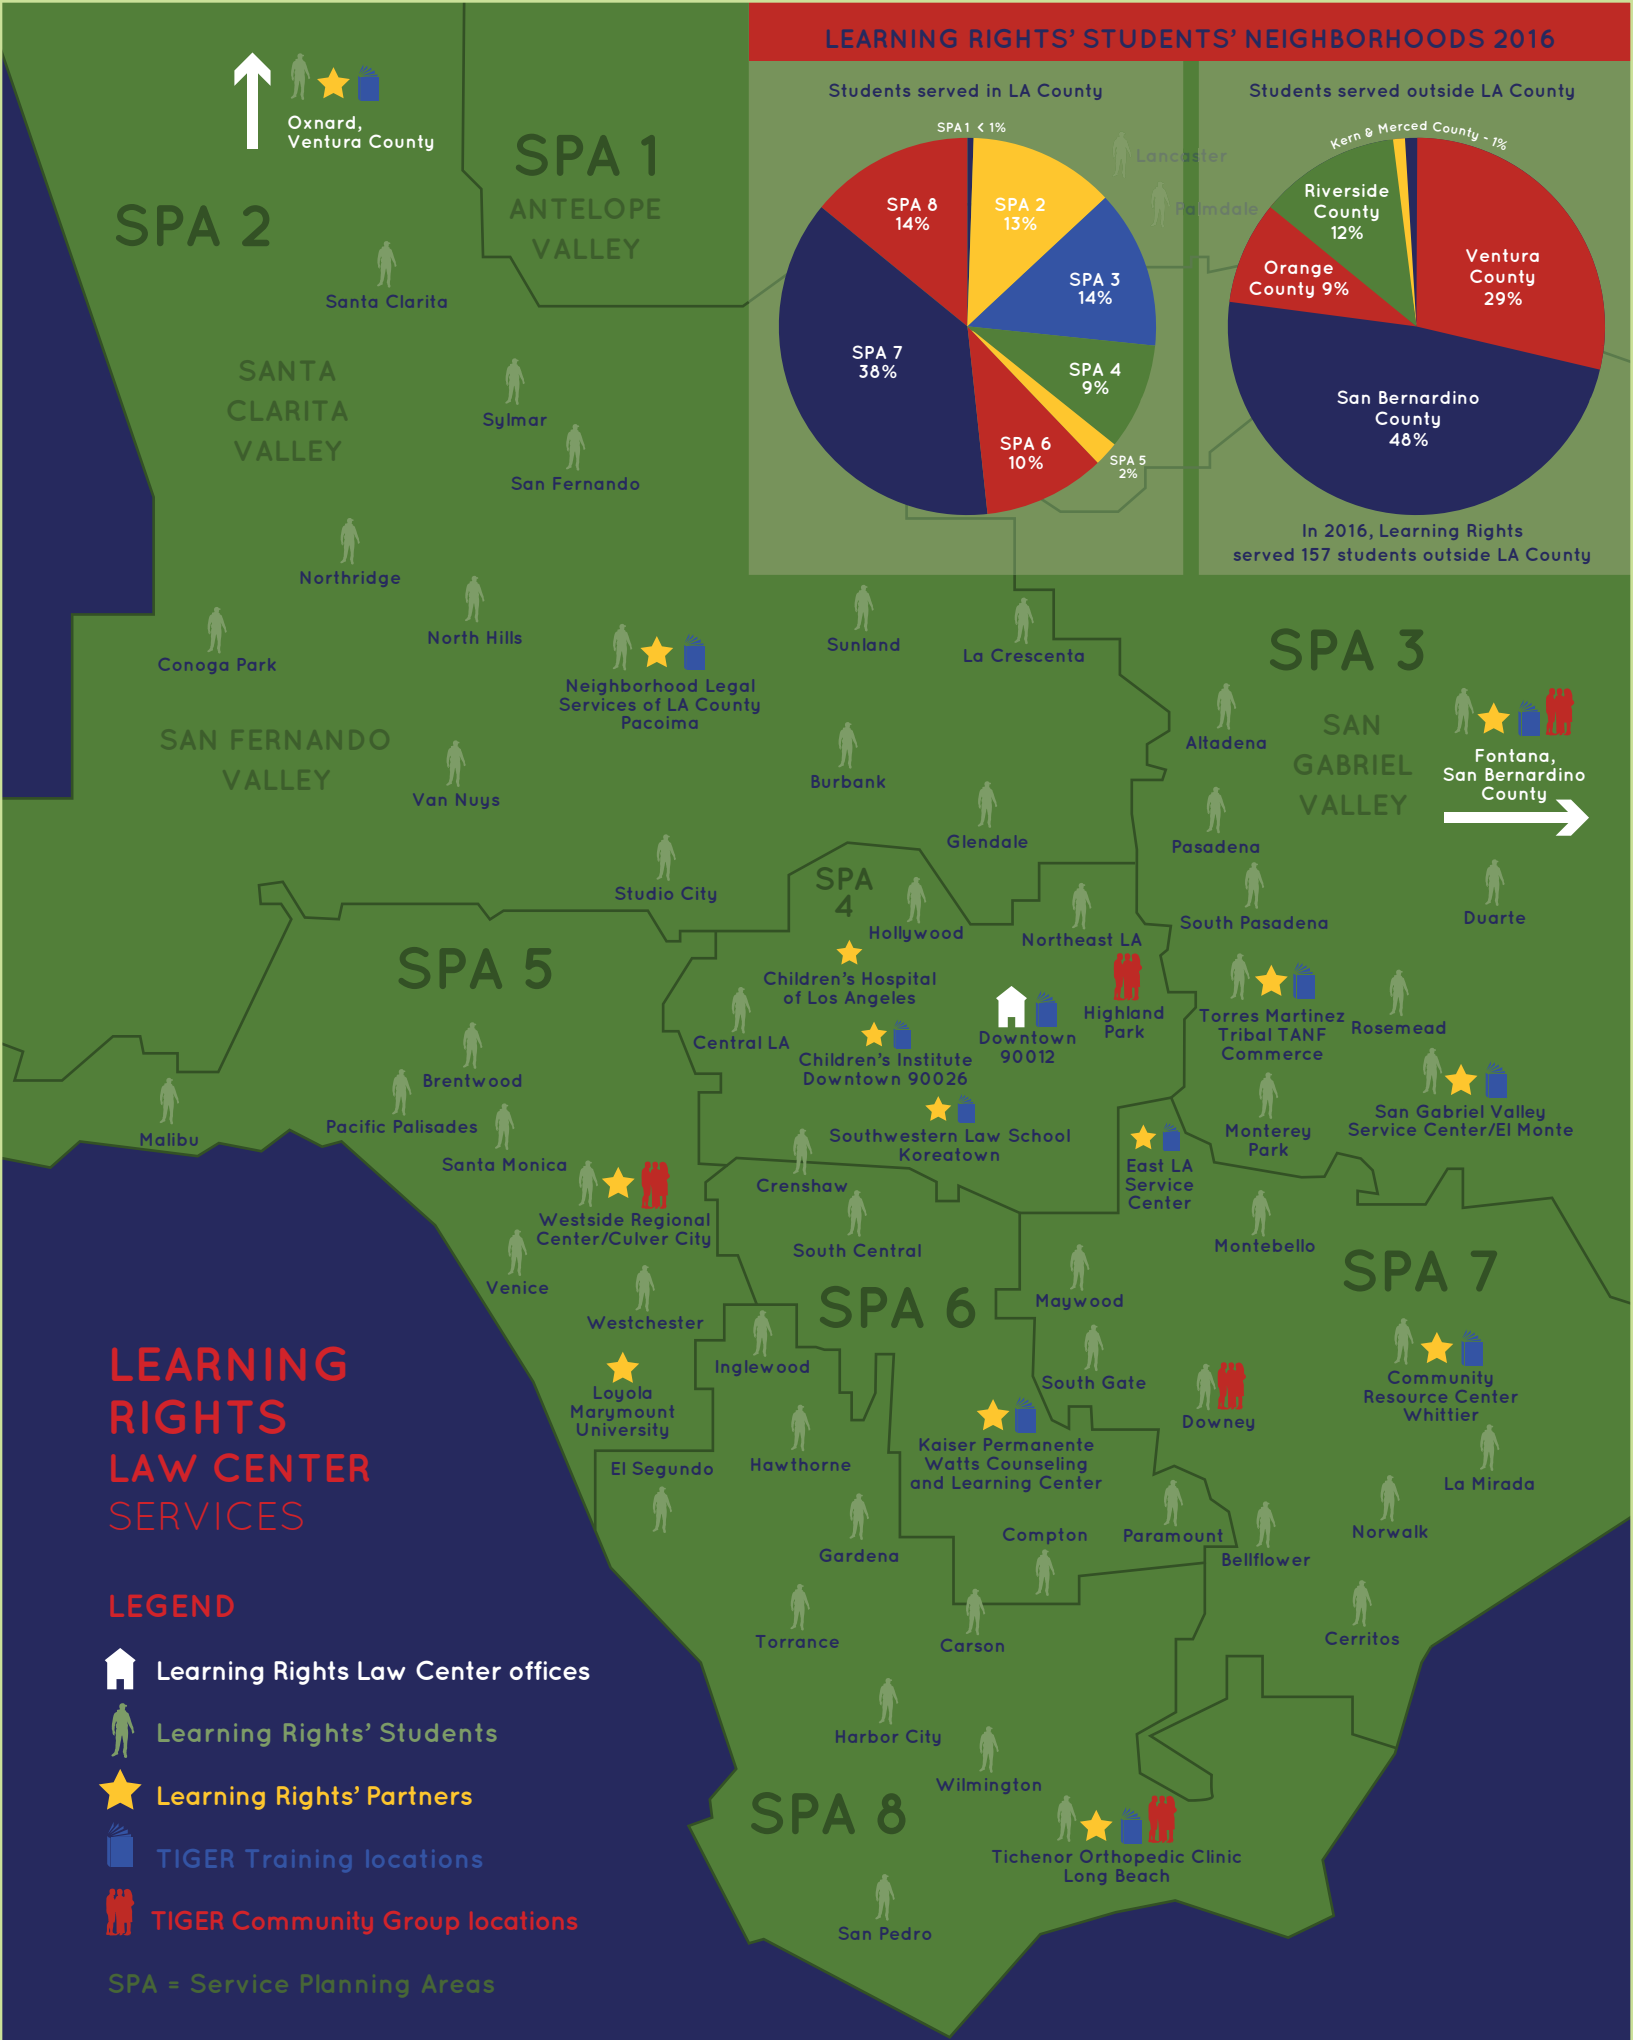 LEARNING RIGHTS' STUDENTS' NEIGHBORHOODS 2016
Students served in LA County
SPA1 < 1%
SPA 2
13%
SPA 3
14%
SPA 4
9%
SPA 5
2%
SPA 6
10%
SPA 7
38%
SPA 8
14%
Lancaster
Palmdale
Students served outside LA County
Kern & Merced County - 1%
Ventura
County
29%
San Bernardino
County
48%
Orange
County 9%
Riverside
County
12%
In 2016, Learning Rights
served 157 students outside LA County
Oxnard,
Ventura County
SPA 1
ANTELOPE
VALLEY
SPA 2
Santa Clarita
SANTA
CLARITA
VALLEY
Sylmar
San Fernando
Northridge
North Hills
Conoga Park
Neighborhood Legal
Services of LA County
Pacoima
Sunland
La Crescenta
SAN FERNANDO
VALLEY
Van Nuys
Burbank
Glendale
Studio City
SPA 3
SAN
GABRIEL
VALLEY
Altadena
Fontana,
San Bernardino
County
Pasadena
South Pasadena
Duarte
SPA
4
Hollywood
Northeast LA
Children's Hospital
of Los Angeles
Central LA
Children's Institute
Downtown 90026
Downtown
90012
Highland
Park
Torres Martinez
Tribal TANF
Commerce
Rosemead
San Gabriel Valley
Service Center/El Monte
Monterey
Park
Southwestern Law School
Koreatown
East LA
Service
Center
SPA 5
Brentwood
Pacific Palisades
Malibu
Santa Monica
Westside Regional
Center/Culver City
Venice
Westchester
Loyola
Marymount
University
Crenshaw
South Central
SPA 6
Inglewood
Maywood
South Gate
Montebello
SPA 7
Downey
Community
Resource Center
Whittier
La Mirada
Norwalk
Kaiser Permanente
Watts Counseling
and Learning Center
El Segundo
Hawthorne
Gardena
Compton
Paramount
Bellflower
Torrance
Carson
Cerritos
Harbor City
Wilmington
SPA 8
Tichenor Orthopedic Clinic
Long Beach
San Pedro
LEARNING
RIGHTS
LAW CENTER
SERVICES
LEGEND
Learning Rights Law Center offices
Learning Rights' Students
Learning Rights' Partners
TIGER Training locations
TIGER Community Group locations
SPA = Service Planning Areas